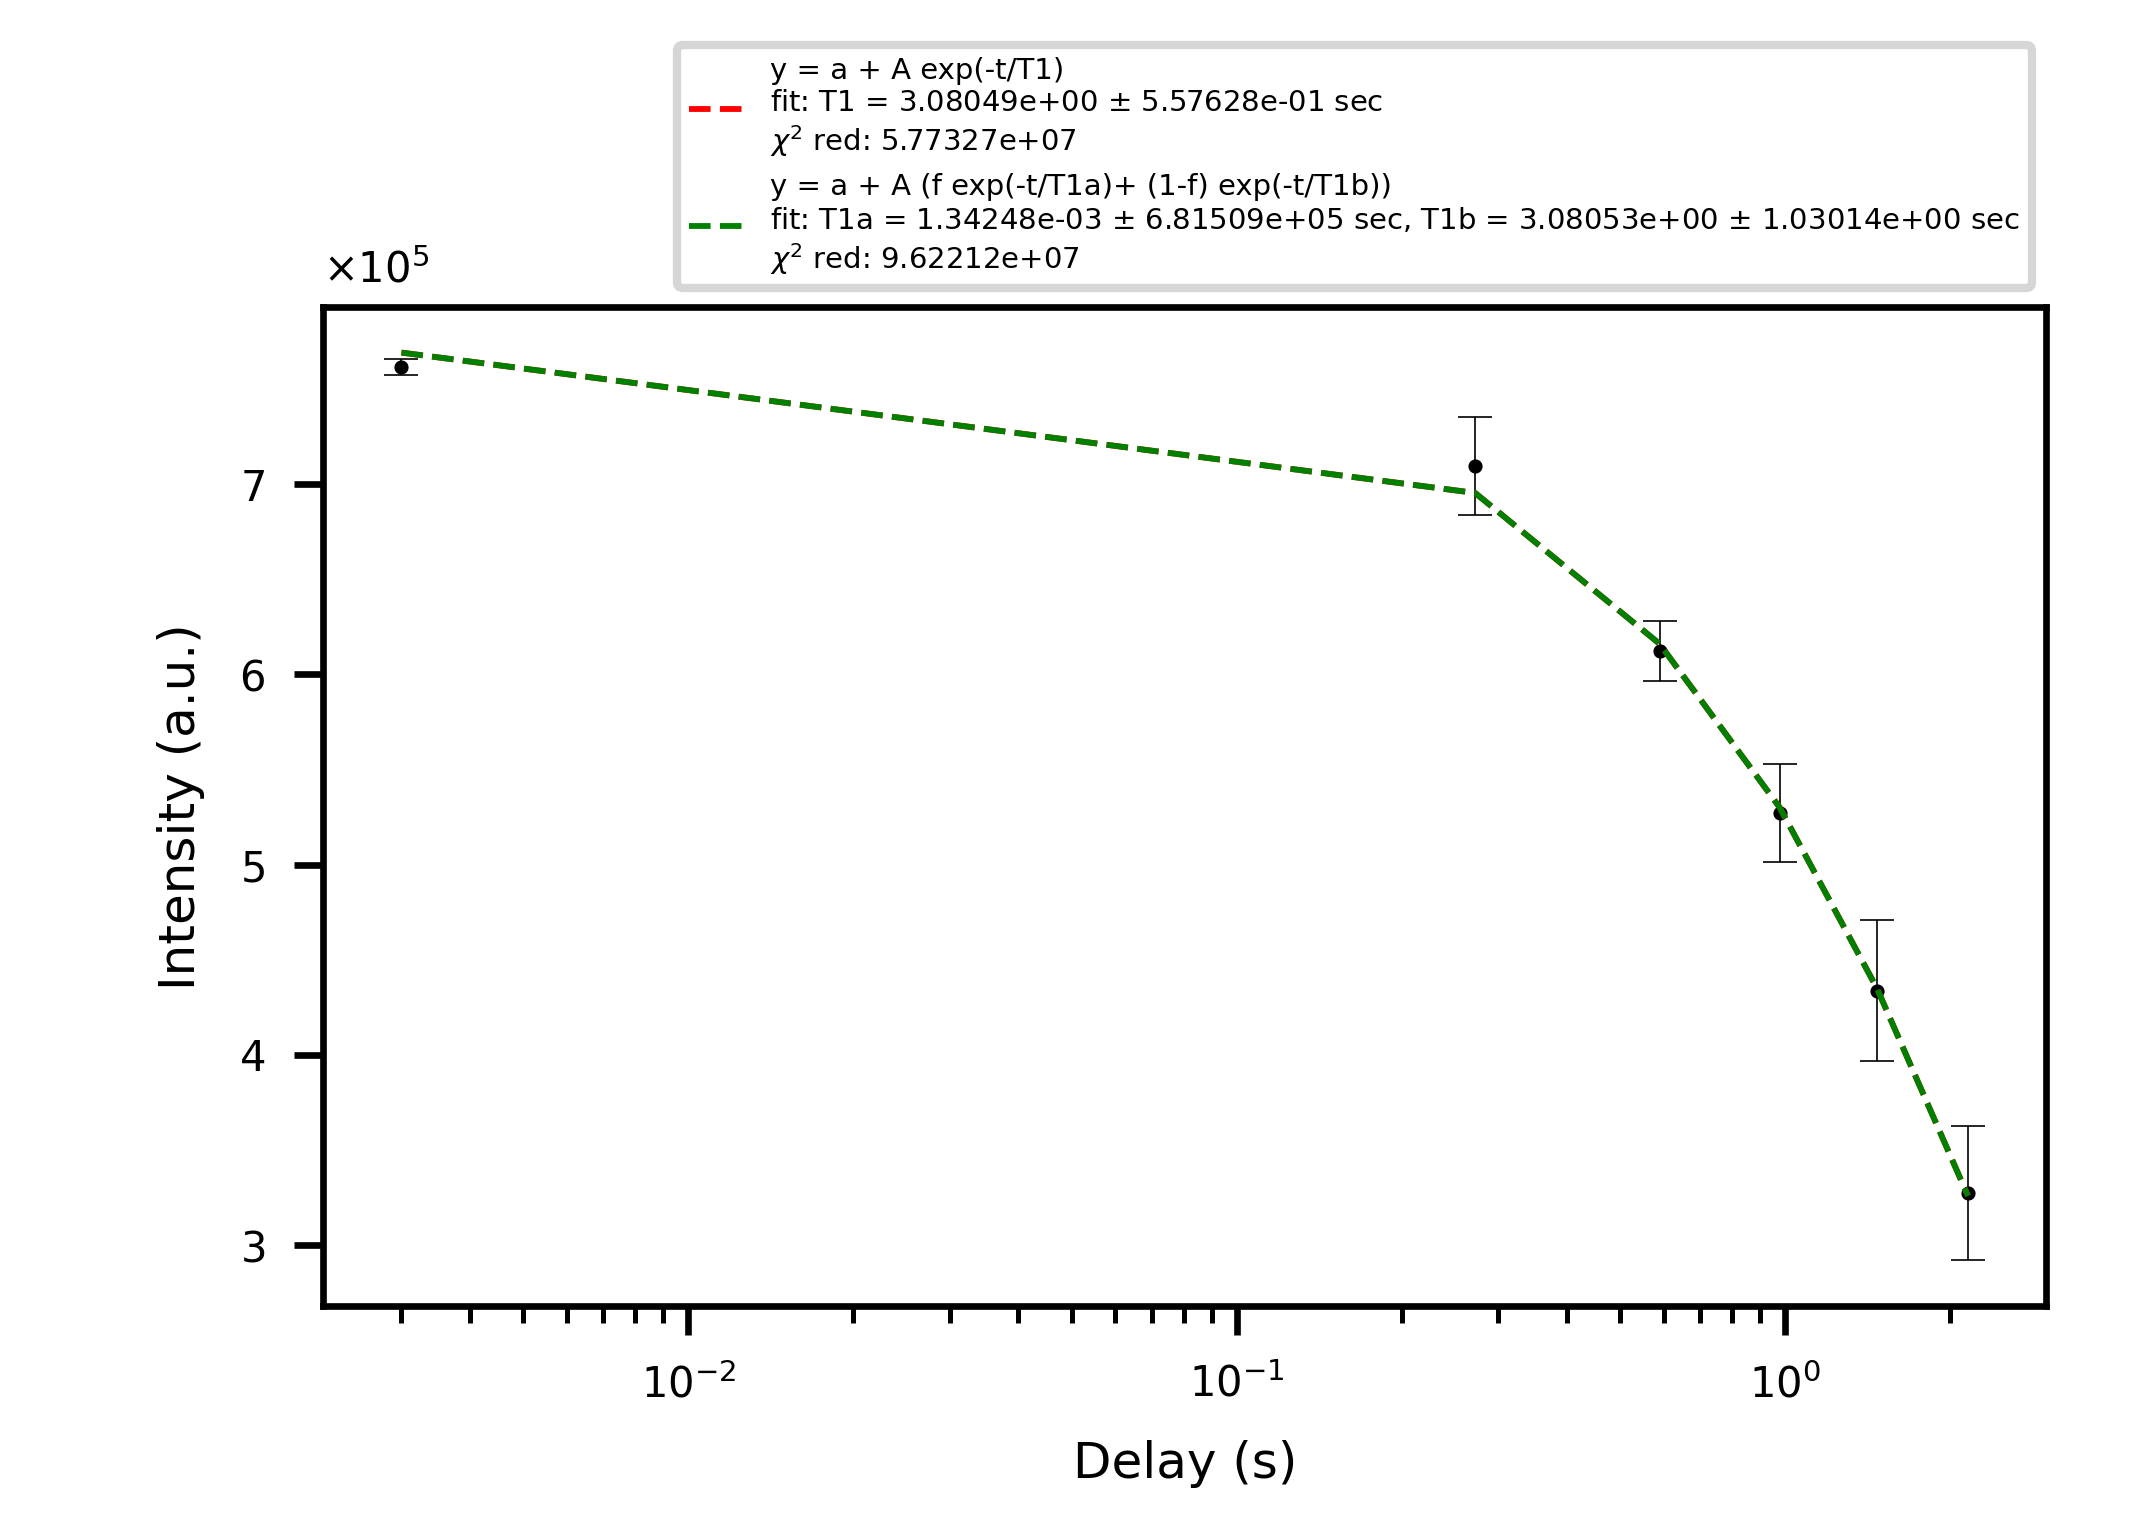 y = a + A exp(-t/T1)
fit: T1 = 3.08049e+00 ± 5.57628e-01 sec
χ² red: 5.77327e+07
y = a + A (f exp(-t/T1a)+ (1-f) exp(-t/T1b))
fit: T1a = 1.34248e-03 ± 6.81509e+05 sec, T1b = 3.08053e+00 ± 1.03014e+00 sec
χ² red: 9.62212e+07
×10⁵
7
6
5
4
3
Intensity (a.u.)
10⁻² 10⁻¹ 10⁰
Delay (s)